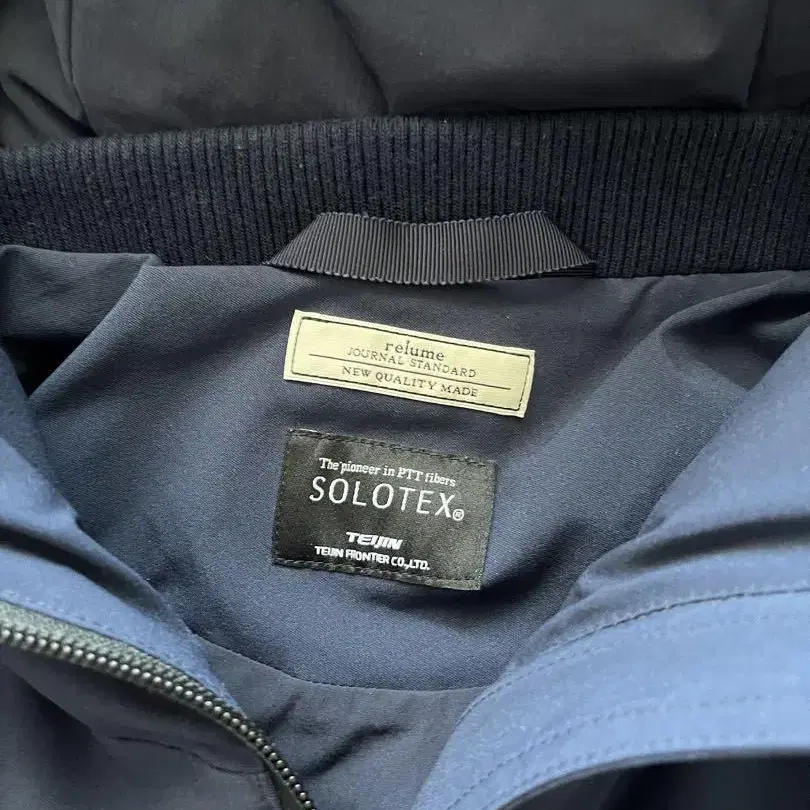 relume
JOURNAL STANDARD
NEW QUALITY MADE
The pioneer in PTT fibers
SOLOTEX®
TEIJIN
TEIJIN FRONTIER CO.,LTD.